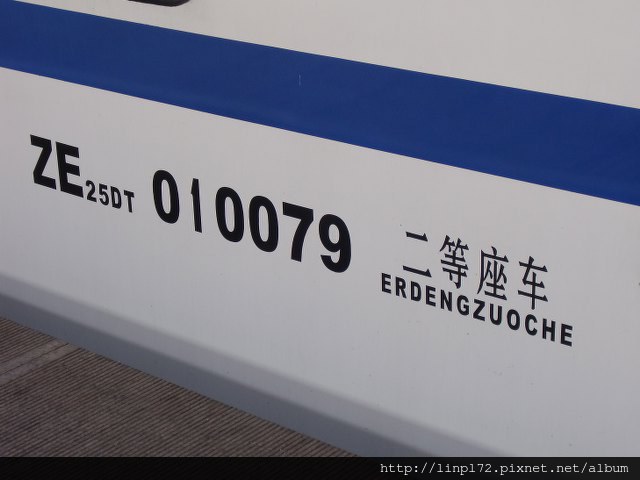 ZE25DT 010079
二等座车
ERDENGZUOCHE
http://linp172.pixnet.net/album